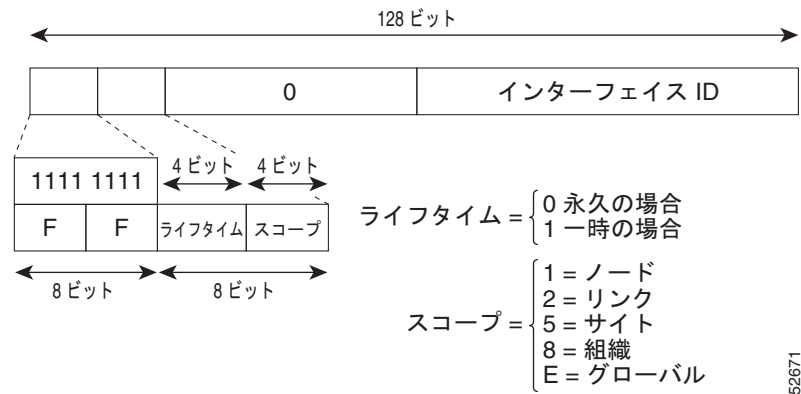 128 ビット
0
インターフェイス ID
4 ビット
4 ビット
1111 1111
F
F
ライフタイム
スコープ
8 ビット
8 ビット
ライフタイム =
0 永久の場合
1 一時の場合
スコープ =
1 = ノード
2 = リンク
5 = サイト
8 = 組織
E = グローバル
52671